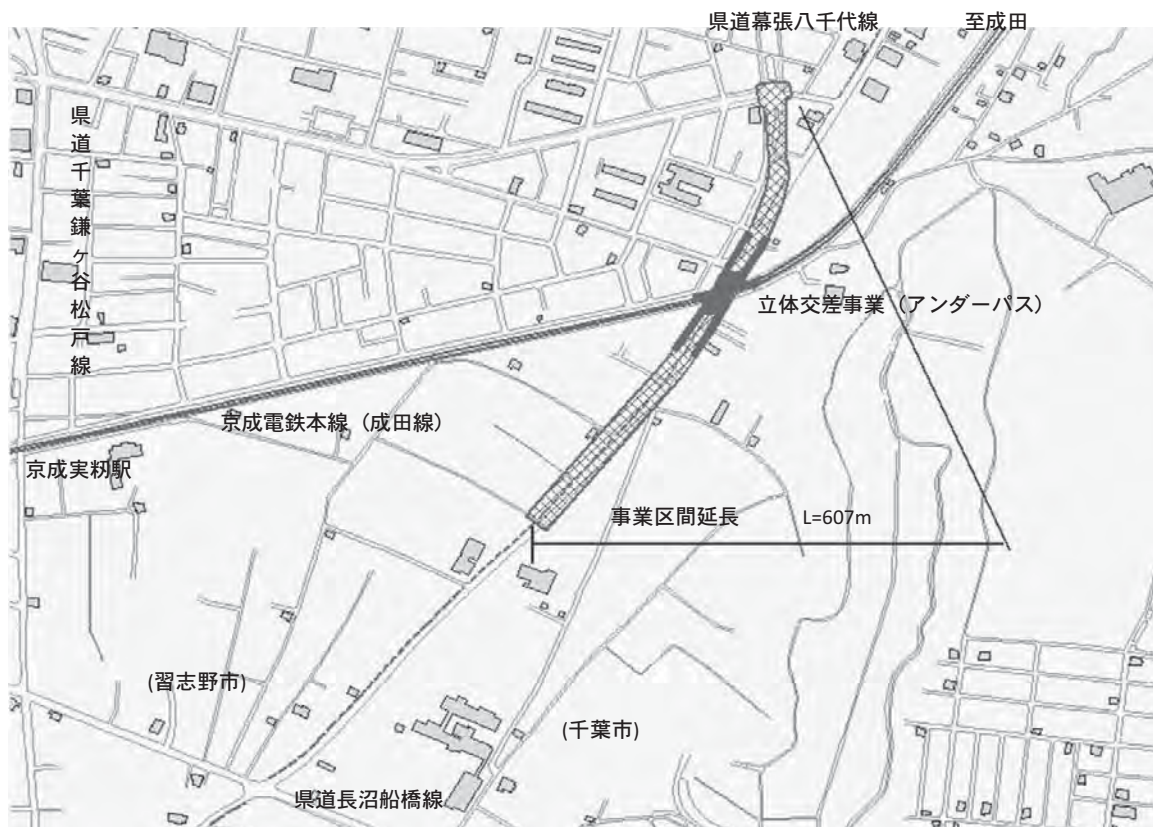 県道幕張八千代線
至成田
県道千葉鎌ヶ谷松戸線
立体交差事業（アンダーパス）
京成電鉄本線（成田線）
京成実籾駅
事業区間延長
L=607m
(習志野市)
(千葉市)
県道長沼船橋線